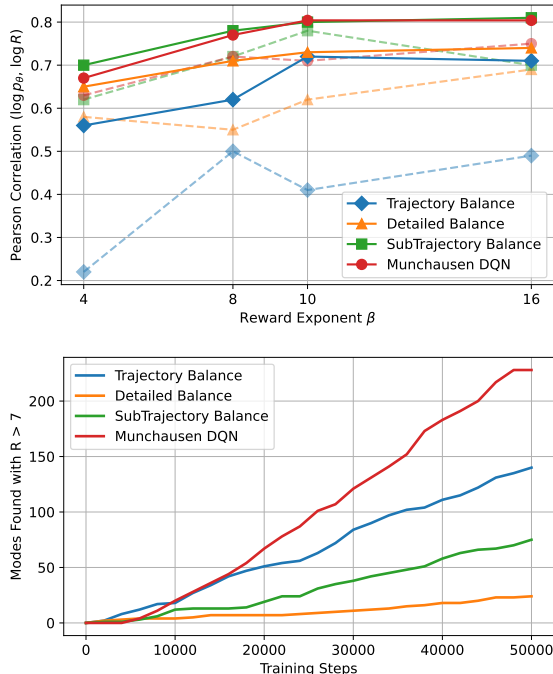 Pearson Correlation (log pθ, log R)
0.8
0.7
0.6
0.5
0.4
0.3
0.2
Trajectory Balance
Detailed Balance
SubTrajectory Balance
Munchausen DQN
4
8
10
16
Reward Exponent β
Modes Found with R > 7
200
150
100
50
0
Trajectory Balance
Detailed Balance
SubTrajectory Balance
Munchausen DQN
0
10000
20000
30000
40000
50000
Training Steps